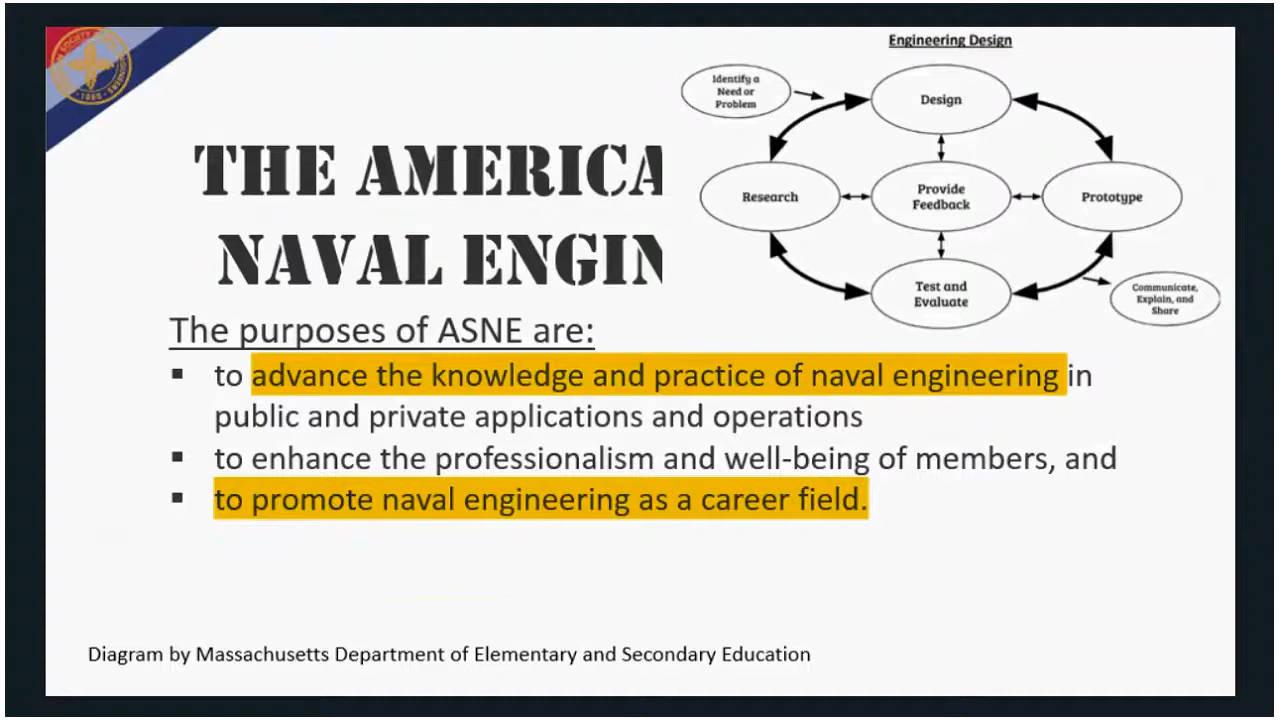 Engineering Design
Identify a
Need or
Problem
Design
Research
Provide
Feedback
Prototype
Test and
Evaluate
Communicate,
Explain, and
Share
THE AMERICA
NAVAL ENGIN
The purposes of ASNE are:
▪ to advance the knowledge and practice of naval engineering in
public and private applications and operations
▪ to enhance the professionalism and well-being of members, and
▪ to promote naval engineering as a career field.
Diagram by Massachusetts Department of Elementary and Secondary Education